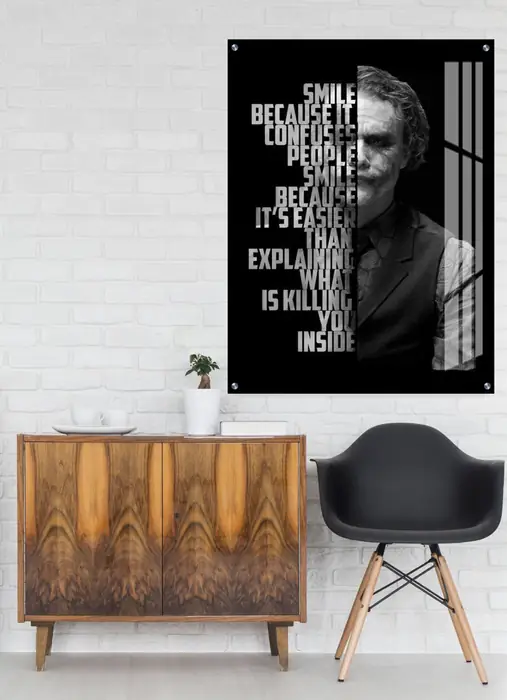 SMILE
BECAUSE IT
CONFUSES
PEOPLE
SMILE
BECAUSE
IT'S EASIER
THAN
EXPLAINING
WHAT
IS KILLING
YOU
INSIDE